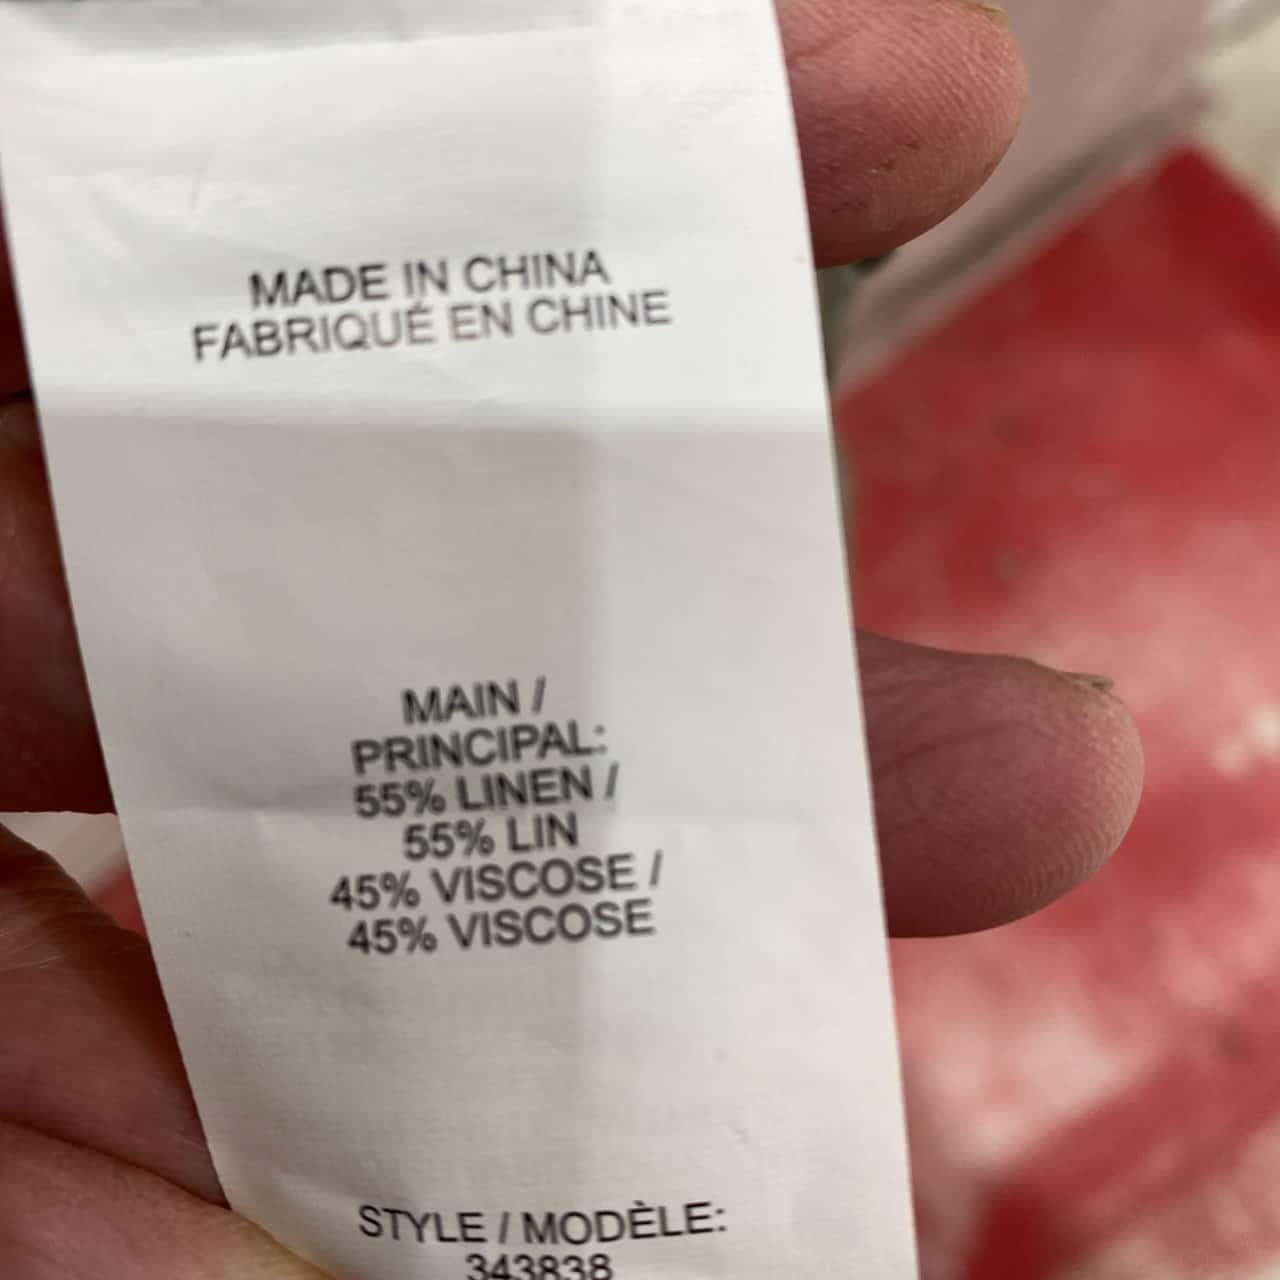 MADE IN CHINA
FABRIQUÉ EN CHINE
MAIN /
PRINCIPAL:
55% LINEN /
55% LIN
45% VISCOSE /
45% VISCOSE
STYLE / MODÈLE:
343838